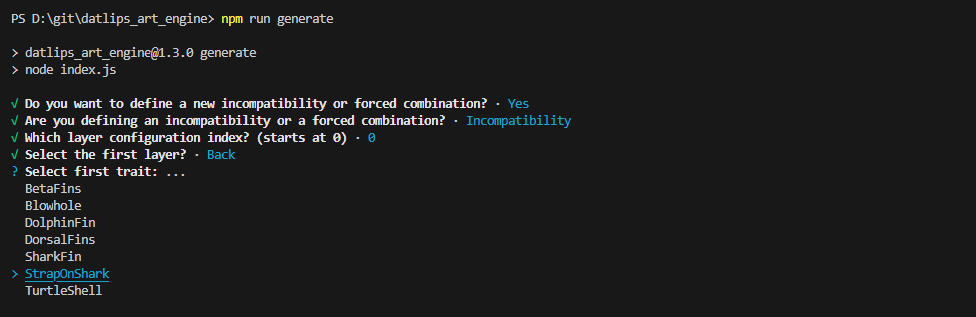 PS D:\git\datlips_art_engine> npm run generate
> datlips_art_engine@1.3.0 generate
> node index.js
√ Do you want to define a new incompatibility or forced combination? · Yes
√ Are you defining an incompatibility or a forced combination? · Incompatibility
√ Which layer configuration index? (starts at 0) · 0
√ Select the first layer? · Back
? Select first trait: ...
BetaFins
Blowhole
DolphinFin
DorsalFins
SharkFin
> StrapOnShark
TurtleShell